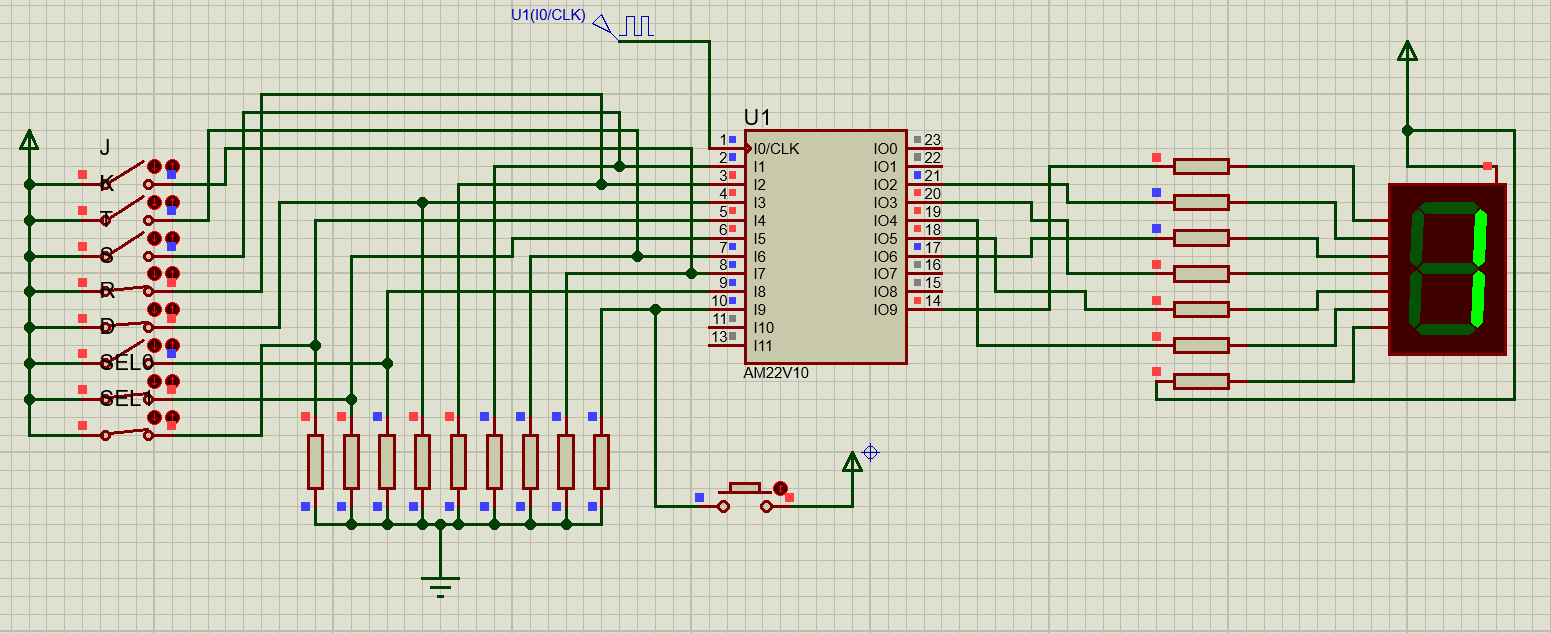 U1(I0/CLK)
U1
J
K
T
S
R
D
SEL0
SEL1
1
2
3
4
5
6
7
8
9
10
11
13
I0/CLK
I1
I2
I3
I4
I5
I6
I7
I8
I9
I10
I11
IO0
IO1
IO2
IO3
IO4
IO5
IO6
IO7
IO8
IO9
23
22
21
20
19
18
17
16
15
14
AM22V10